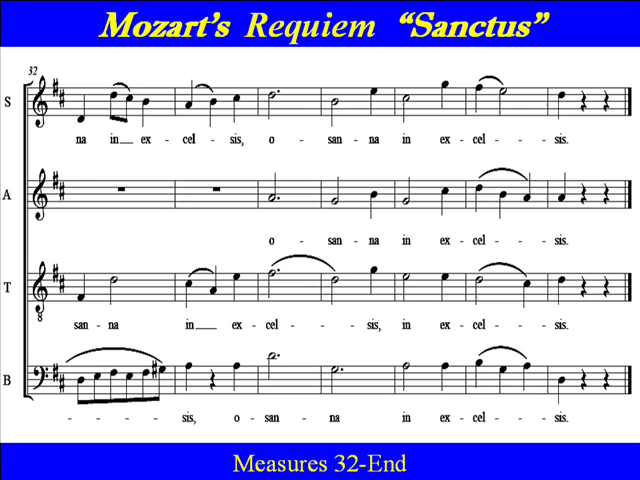 Mozart's Requiem “Sanctus”
32
S
na in ex - cel - sis, o - san - na in ex - cel - sis.
A
o - san - na in ex - cel - sis.
T
8
san - na in ex - cel - - - sis, in ex - cel - - sis.
B
- - - - sis, o - san - - na in ex - cel - - sis.
Measures 32-End